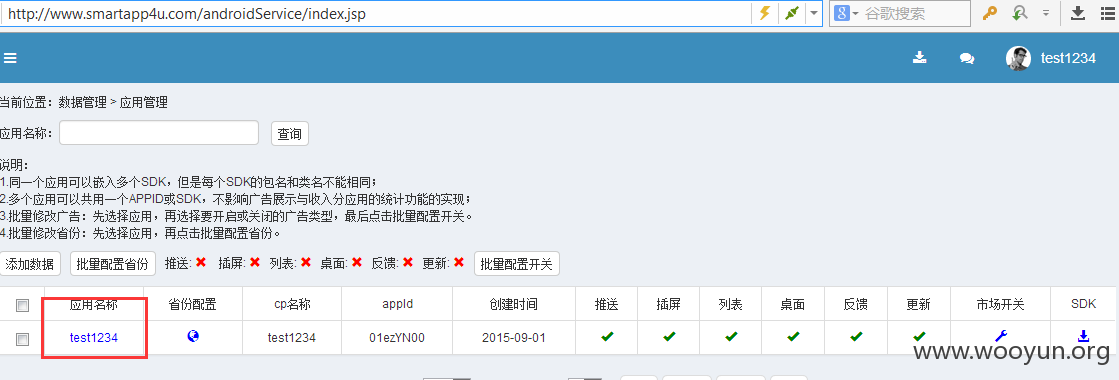 http://www.smartapp4u.com/androidService/index.jsp
谷歌搜索
test1234
当前位置：数据管理 > 应用管理
应用名称：
查询
说明：
1.同一个应用可以嵌入多个SDK，但是每个SDK的包名和类名不能相同；
2.多个应用可以共用一个APPID或SDK，不影响广告展示与收入分应用的统计功能的实现；
3.批量修改广告：先选择应用，再选择要开启或关闭的广告类型，最后点击批量配置开关。
4.批量修改省份：先选择应用，再点击批量配置省份。
添加数据 批量配置省份 推送: 插屏: 列表: 桌面: 反馈: 更新: 批量配置开关
应用名称 省份配置 cp名称 appId 创建时间 推送 插屏 列表 桌面 反馈 更新 市场开关 SDK
test1234 test1234 01ezYN00 2015-09-01
www.wooyun.org